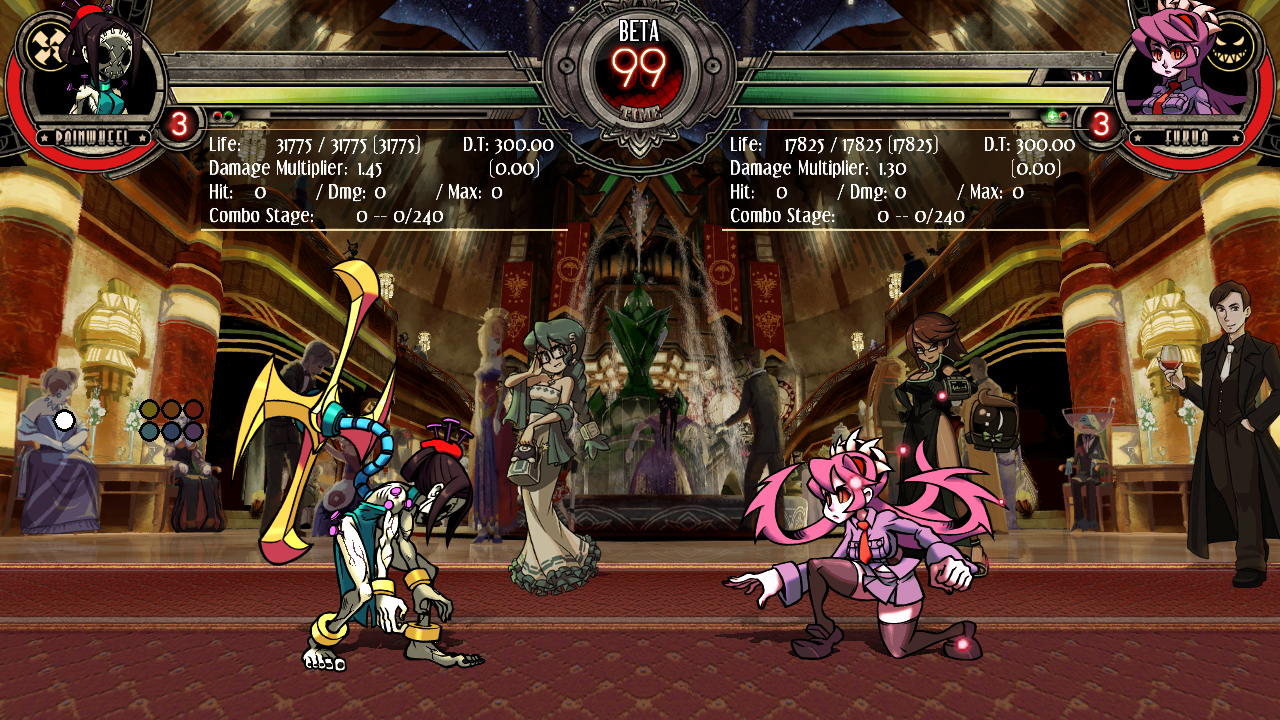 BETA
99
TIME
PAINWHEEL
3
3
FUKUA
Life: 31775 / 31775 (31775) D.T: 300.00
Damage Multiplier: 1.45 (0.00)
Hit: 0 / Dmg: 0 / Max: 0
Combo Stage: 0 -- 0/240
Life: 17825 / 17825 (17825) D.T: 300.00
Damage Multiplier: 1.30 (0.00)
Hit: 0 / Dmg: 0 / Max: 0
Combo Stage: 0 -- 0/240